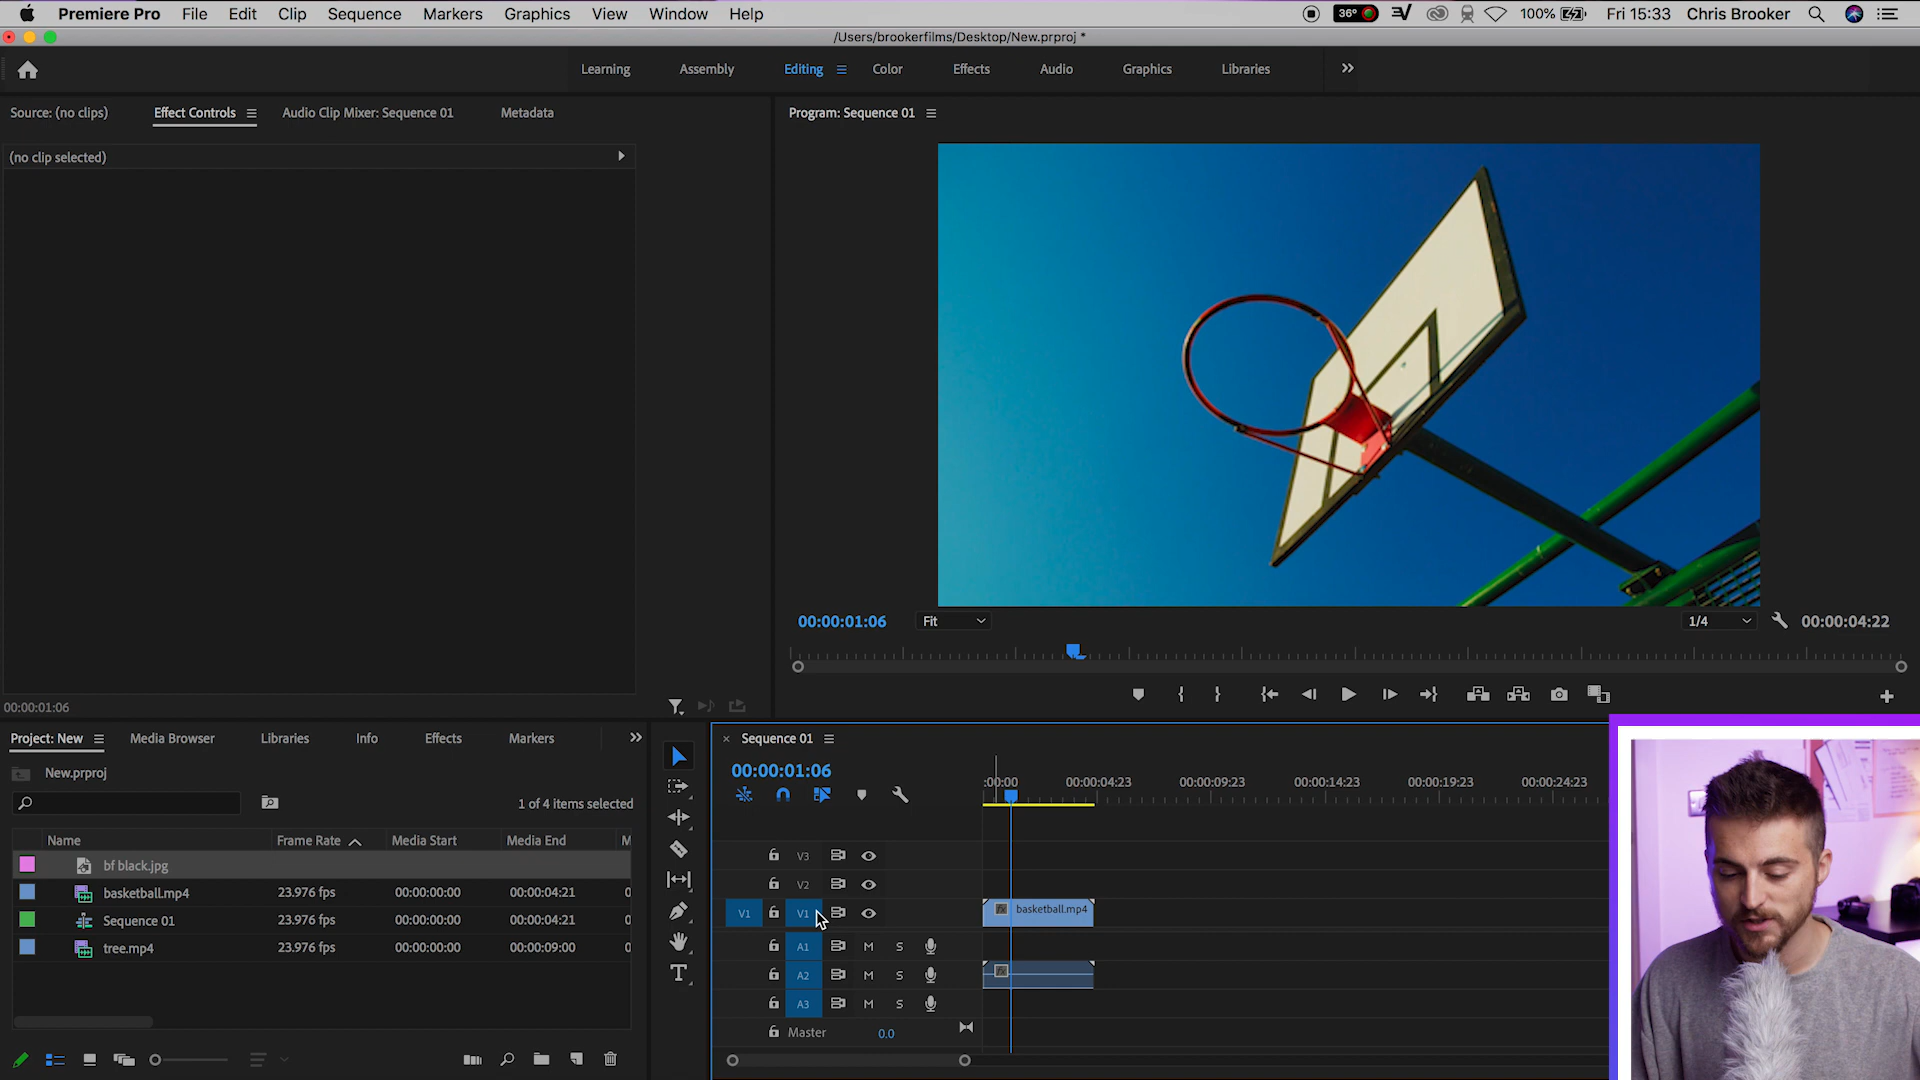 Premiere Pro File Edit Clip Sequence Markers Graphics View Window Help 36° 100% Fri 15:33 Chris Brooker
/Users/brookerfilms/Desktop/New.prproj *
Learning Assembly Editing Color Effects Audio Graphics Libraries
Source: (no clips) Effect Controls Audio Clip Mixer: Sequence 01 Metadata
Program: Sequence 01
(no clip selected)
00:00:01:06 Fit 1/4 00:00:04:22
00:00:01:06
Project: New Media Browser Libraries Info Effects Markers
Sequence 01
New.prproj
00:00:01:06
:00:00 00:00:04:23 00:00:09:23 00:00:14:23 00:00:19:23 00:00:24:23
1 of 4 items selected
Name Frame Rate Media Start Media End M
bf black.jpg
basketball.mp4 23.976 fps 00:00:00:00 00:00:04:21 0
Sequence 01 23.976 fps 00:00:00:00 00:00:04:21 0
tree.mp4 23.976 fps 00:00:00:00 00:00:09:00 0
V3
V2
V1 V1 fx basketball.mp4
A1 M S
A2 M S fx
A3 M S
Master 0.0